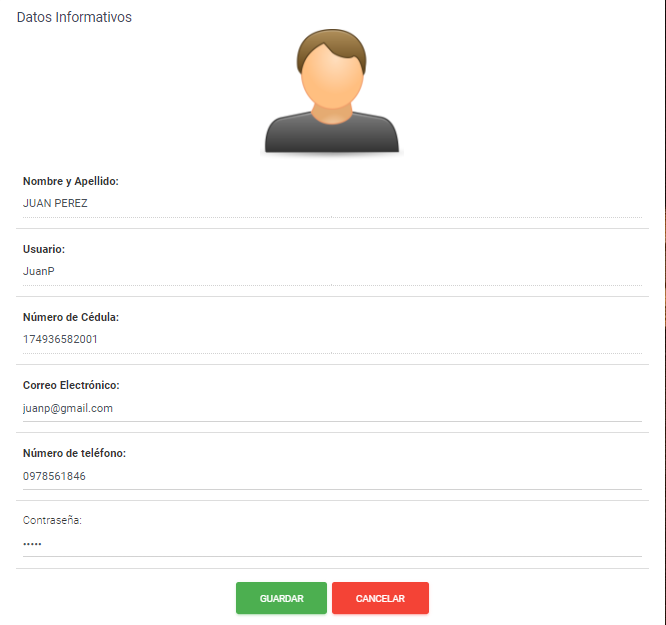 Datos Informativos
Nombre y Apellido:
JUAN PEREZ
Usuario:
JuanP
Número de Cédula:
174936582001
Correo Electrónico:
juanp@gmail.com
Número de teléfono:
0978561846
Contraseña:
•••••
GUARDAR
CANCELAR